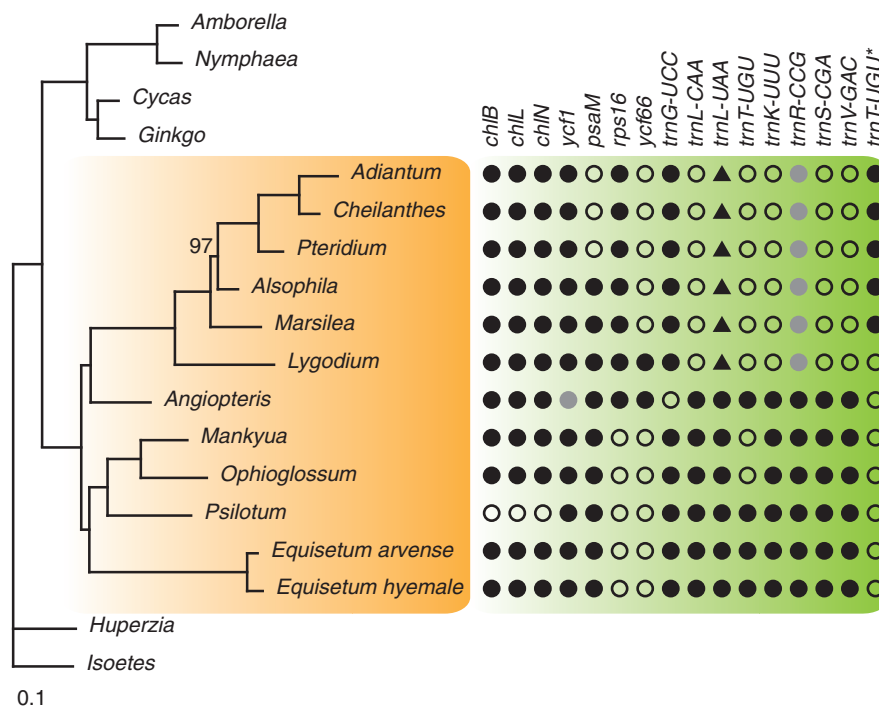 Amborella
Nymphaea
Cycas
Ginkgo
chlB chlL chlN ycf1 psaM rps16 ycf66 trnG-UCC trnL-CAA trnL-UAA trnT-UGU trnK-UUU trnR-CCG trnS-CGA trnV-GAC trnT-UGU*
Adiantum
Cheilanthes
97
Pteridium
Alsophila
Marsilea
Lygodium
Angiopteris
Mankyua
Ophioglossum
Psilotum
Equisetum arvense
Equisetum hyemale
Huperzia
Isoetes
0.1